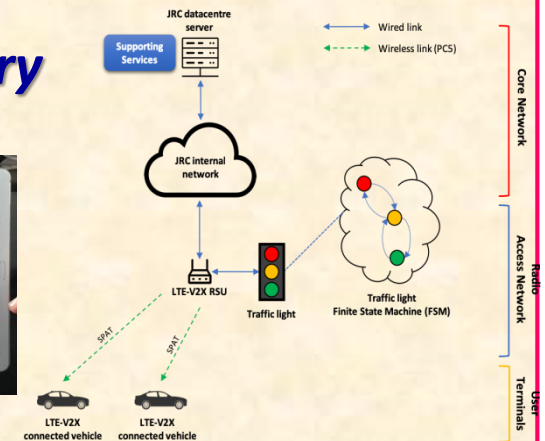 ry
JRC datacentre
server
Supporting
Services
Wired link
Wireless link (PC5)
JRC internal
network
LTE-V2X RSU
Traffic light
Traffic light
Finite State Machine (FSM)
SPAT
SPAT
LTE-V2X
connected vehicle
LTE-V2X
connected vehicle
Core Network
Radio
Access Network
User
Terminals